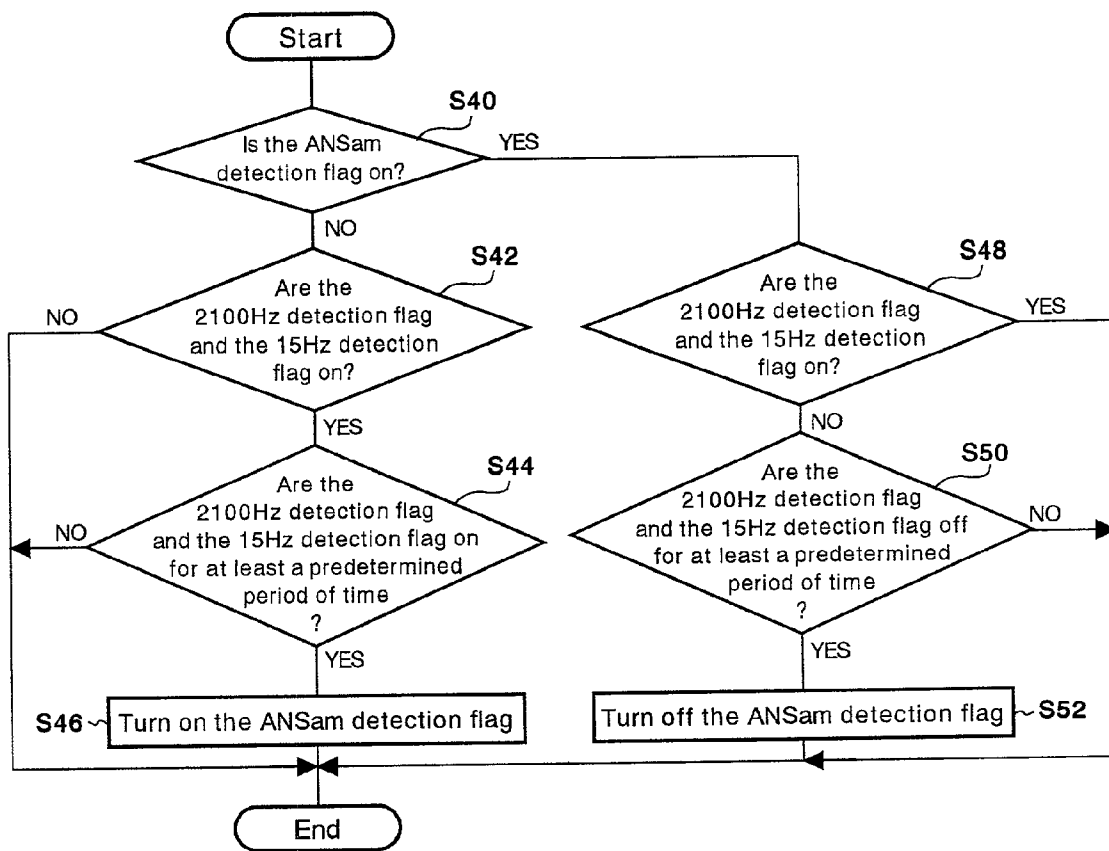 Start
S40
Is the ANSam
detection flag on?
YES
NO
S42
Are the
2100Hz detection flag
and the 15Hz detection
flag on?
NO
YES
S44
Are the
2100Hz detection flag
and the 15Hz detection flag on
for at least a predetermined
period of time
?
NO
YES
S46
Turn on the ANSam detection flag
S48
Are the
2100Hz detection flag
and the 15Hz detection
flag on?
YES
NO
S50
Are the
2100Hz detection flag
and the 15Hz detection flag off
for at least a predetermined
period of time
?
NO
YES
Turn off the ANSam detection flag
S52
End